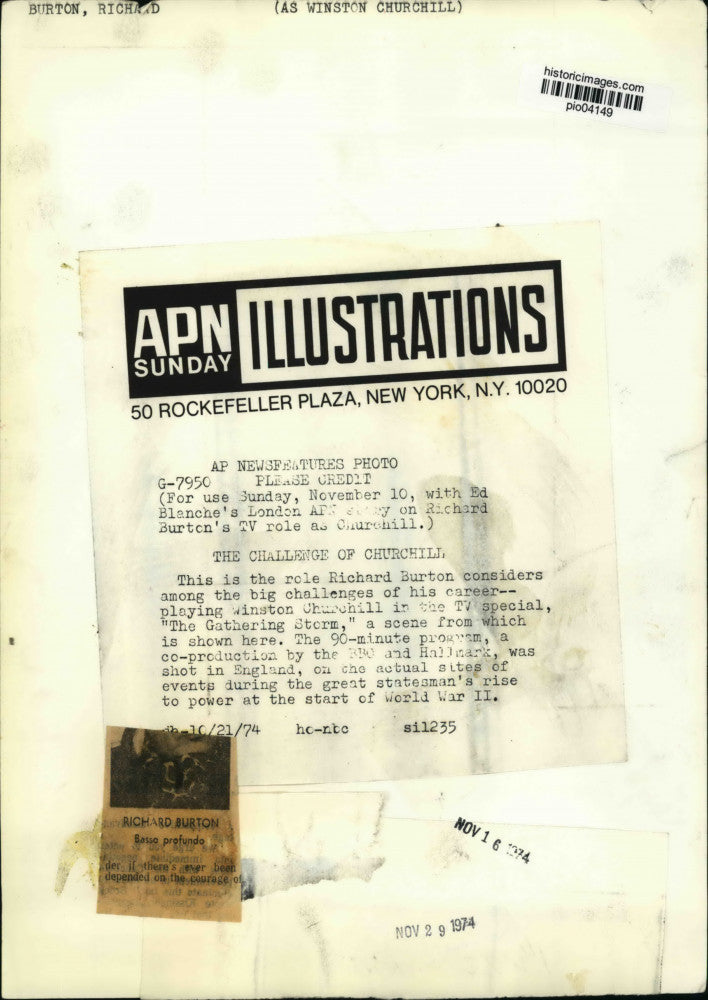 BURTON, RICHARD (AS WINSTON CHURCHILL)
historicimages.com
pio04149
APN SUNDAY ILLUSTRATIONS
50 ROCKEFELLER PLAZA, NEW YORK, N.Y. 10020
AP NEWSFEATURES PHOTO
G-7950 PLEASE CREDIT
(For use Sunday, November 10, with Ed
Blanche's London APN story on Richard
Burton's TV role as Churchill.)
THE CHALLENGE OF CHURCHILL
This is the role Richard Burton considers
among the big challenges of his career--
playing Winston Churchill in the TV special,
"The Gathering Storm," a scene from which
is shown here. The 90-minute program, a
co-production by the BBC and Hallmark, was
shot in England, on the actual sites of
events during the great statesman's rise
to power at the start of World War II.
10/21/74 ho-nbc sil235
RICHARD BURTON
Basso profundo
der if there's ever been
depended on the courage of
NOV 16 1974
NOV 29 1974